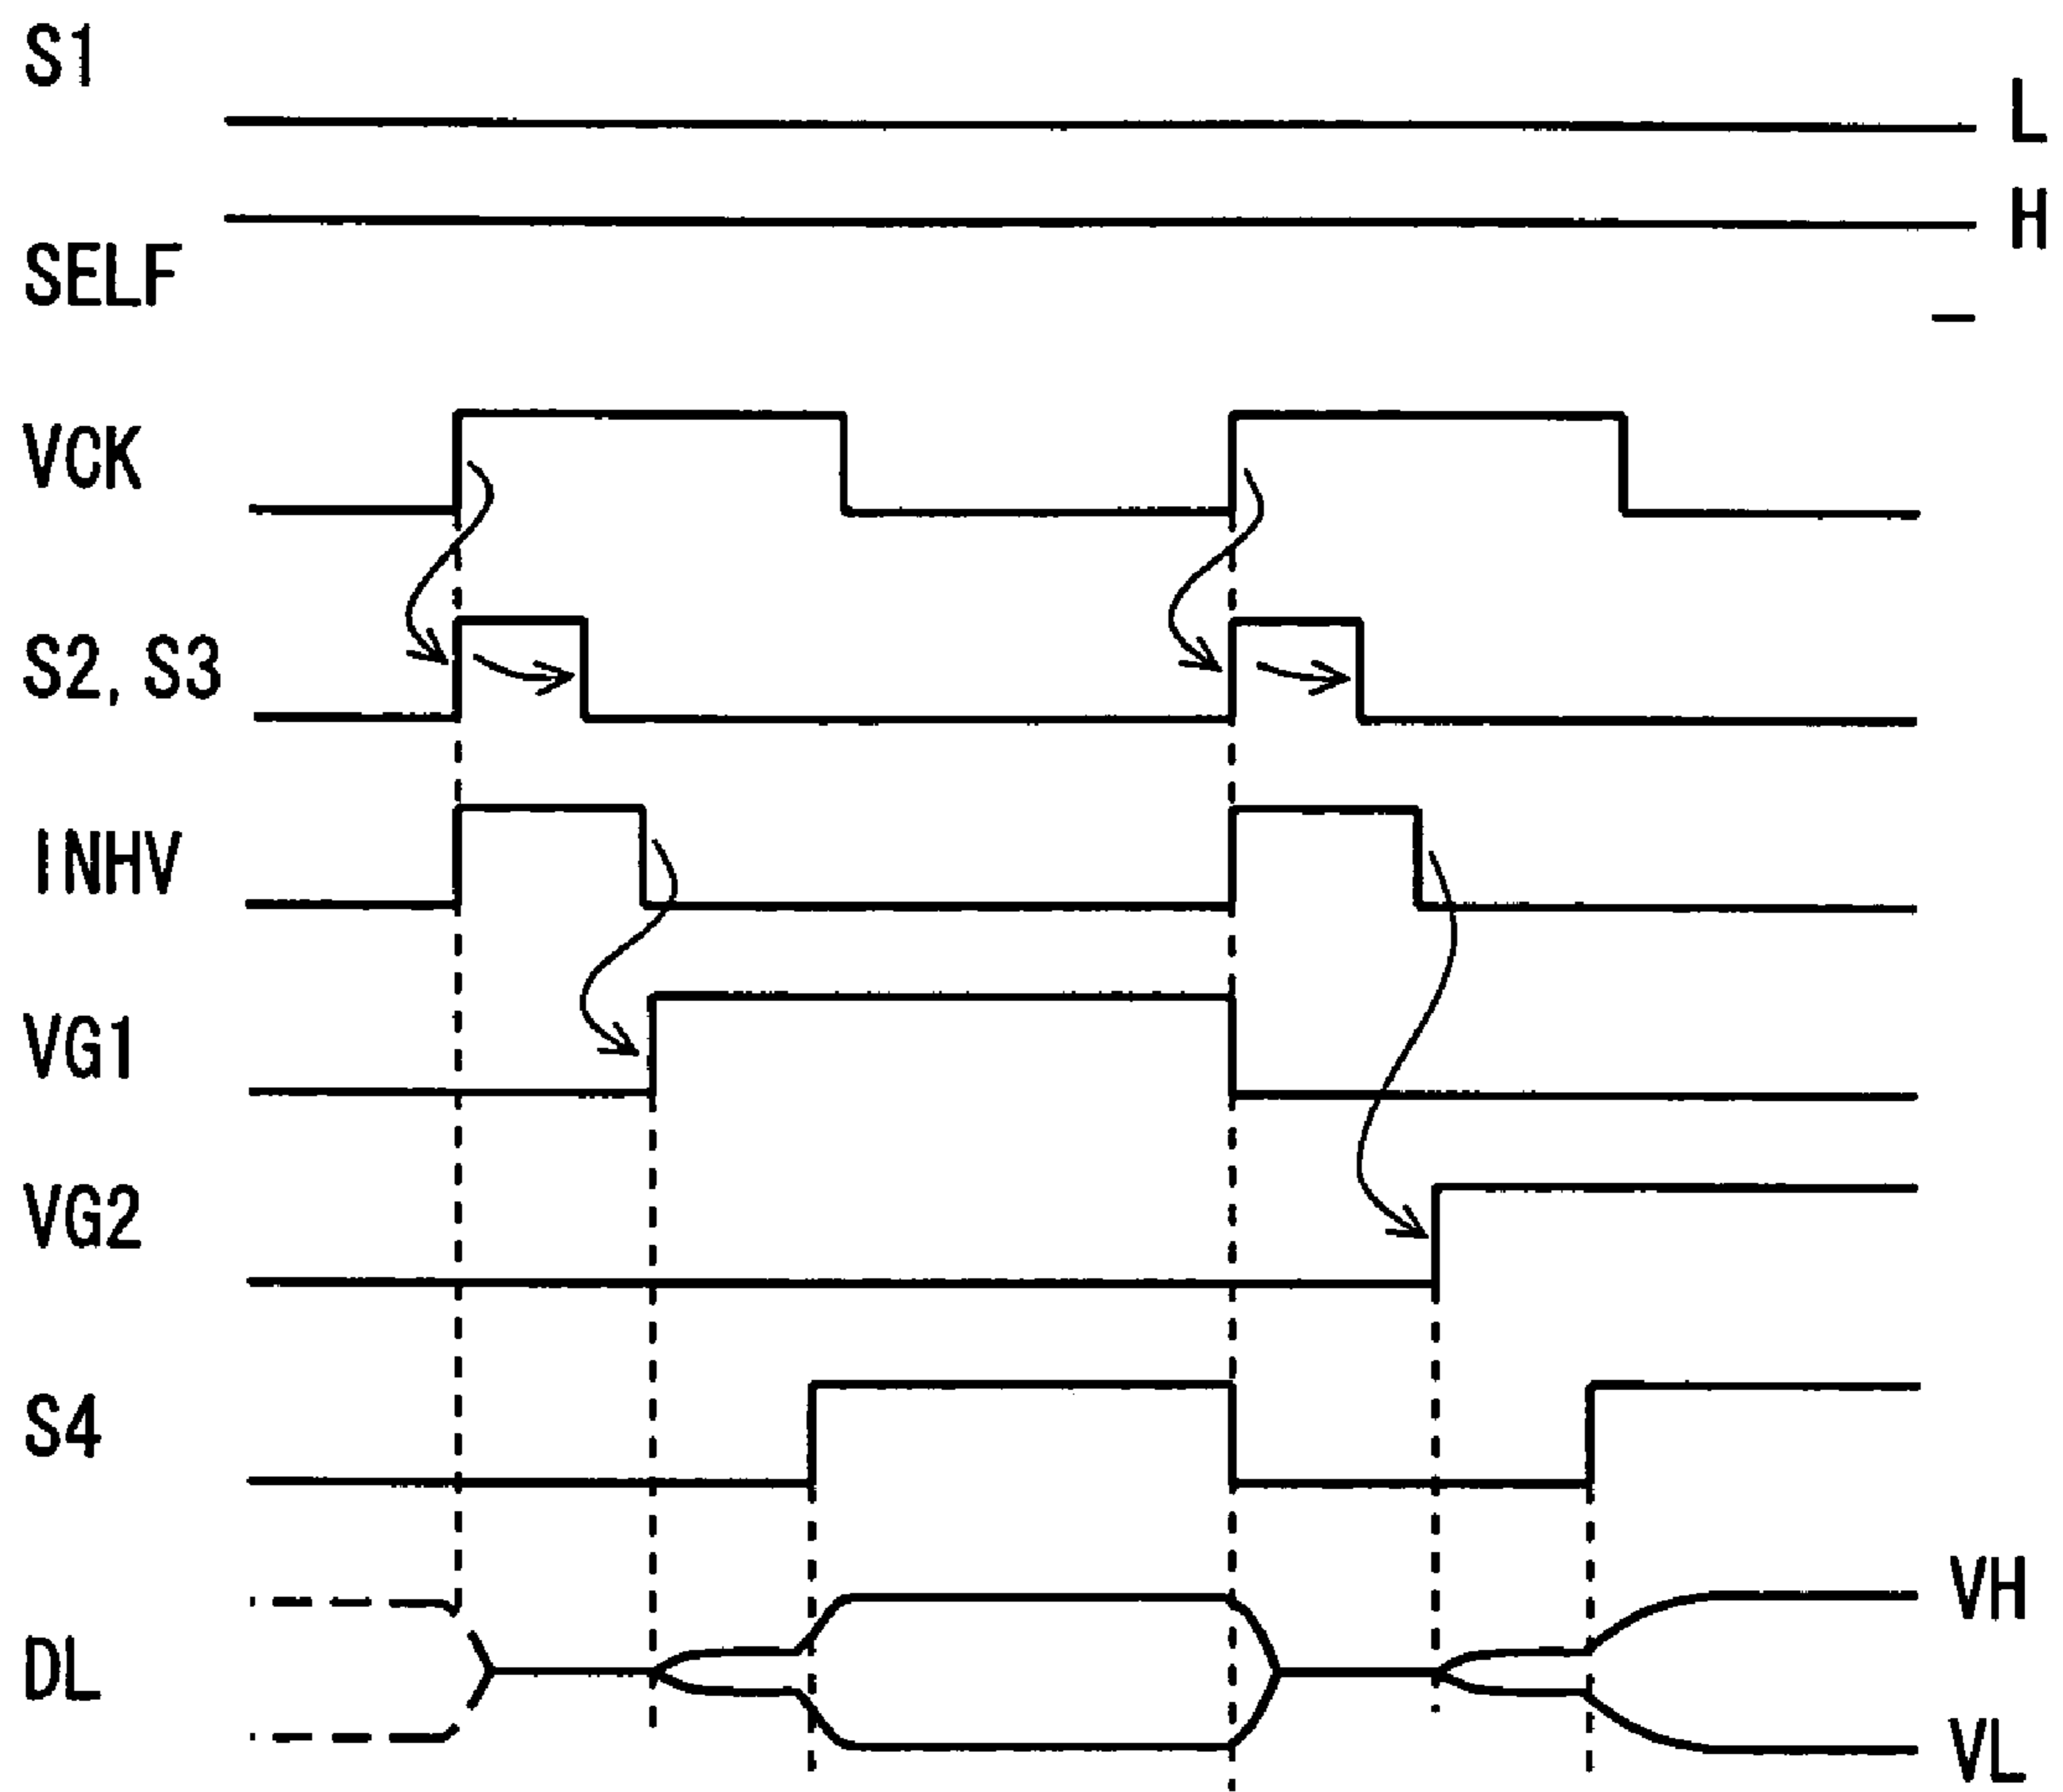 S1
L
H
SELF
VCK
S2, S3
INHV
VG1
VG2
S4
VH
DL
VL